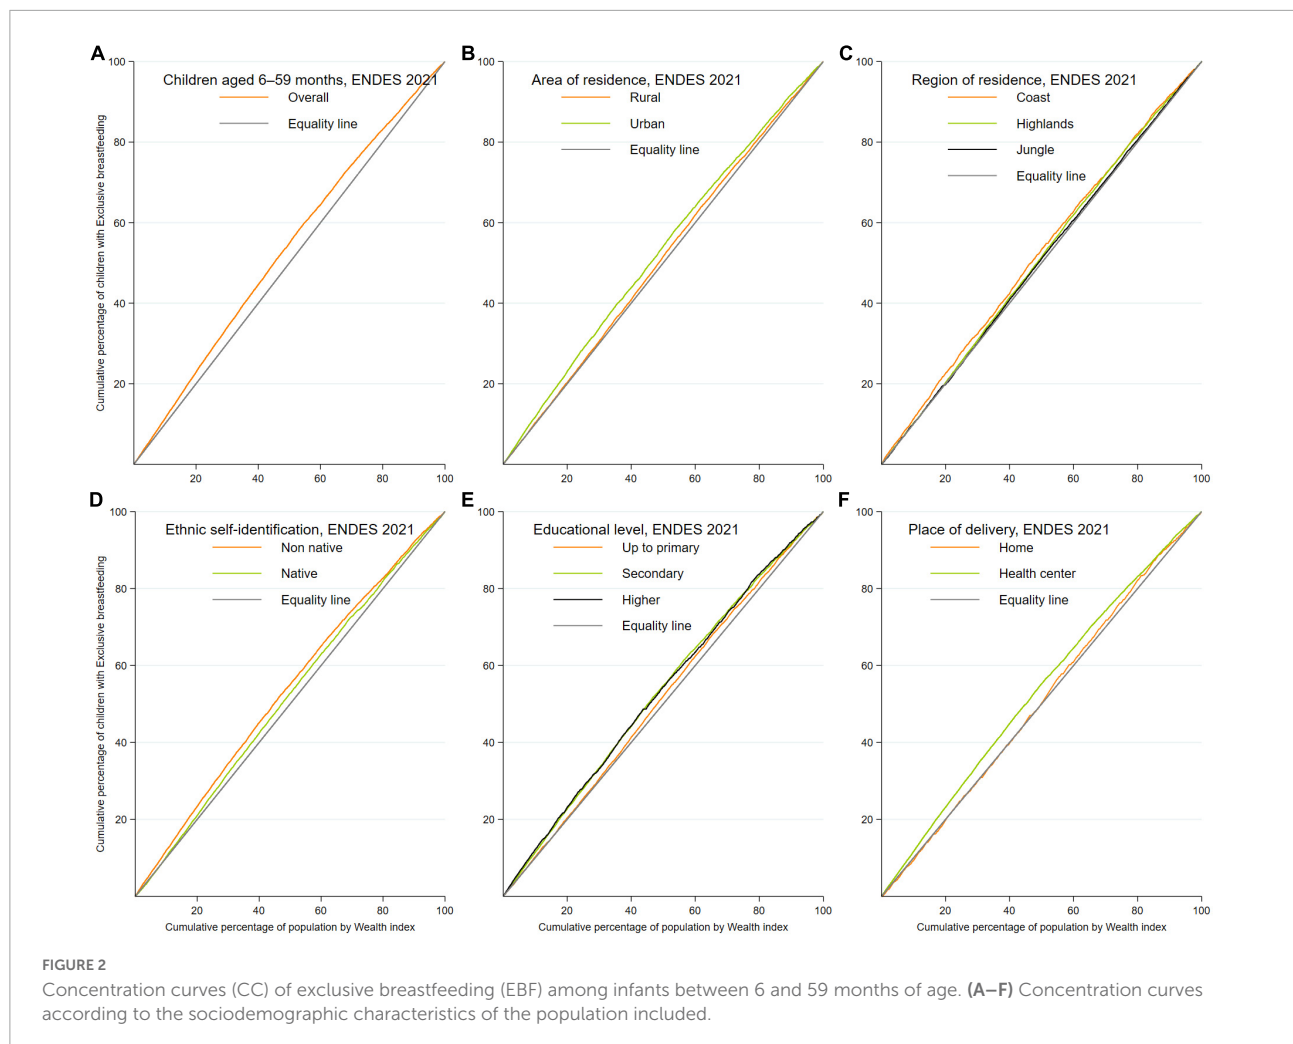 A
Children aged 6–59 months, ENDES 2021
Overall
Equality line
Cumulative percentage of children with Exclusive breastfeeding
100
80
60
40
20
20 40 60 80 100
B
Area of residence, ENDES 2021
Rural
Urban
Equality line
100
80
60
40
20
20 40 60 80 100
C
Region of residence, ENDES 2021
Coast
Highlands
Jungle
Equality line
100
80
60
40
20
20 40 60 80 100
D
Ethnic self-identification, ENDES 2021
Non native
Native
Equality line
Cumulative percentage of children with Exclusive breastfeeding
100
80
60
40
20
20 40 60 80 100
Cumulative percentage of population by Wealth index
E
Educational level, ENDES 2021
Up to primary
Secondary
Higher
Equality line
100
80
60
40
20
20 40 60 80 100
Cumulative percentage of population by Wealth index
F
Place of delivery, ENDES 2021
Home
Health center
Equality line
100
80
60
40
20
20 40 60 80 100
Cumulative percentage of population by Wealth index
FIGURE 2
Concentration curves (CC) of exclusive breastfeeding (EBF) among infants between 6 and 59 months of age. (A–F) Concentration curves
according to the sociodemographic characteristics of the population included.